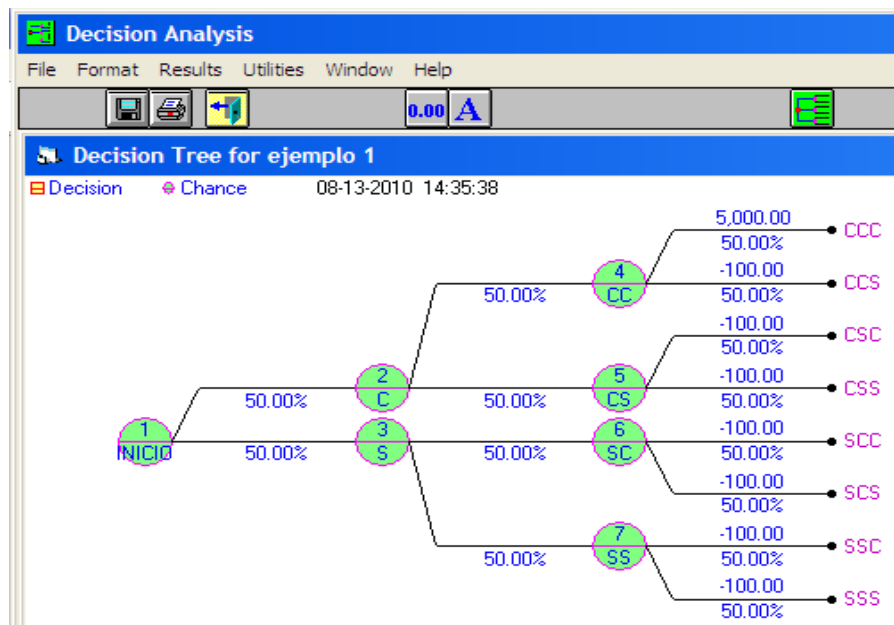 Decision Analysis
File Format Results Utilities Window Help
0.00 A
Decision Tree for ejemplo 1
Decision Chance 08-13-2010 14:35:38
5,000.00
50.00% CCC
4
CC
50.00%
-100.00
50.00% CCS
-100.00
50.00% CSC
2
C
50.00%
5
CS
50.00%
-100.00
50.00% CSS
1
INICIO
3
S
50.00%
6
SC
50.00%
-100.00
50.00% SCC
-100.00
50.00% SCS
7
SS
50.00%
-100.00
50.00% SSC
-100.00
50.00% SSS